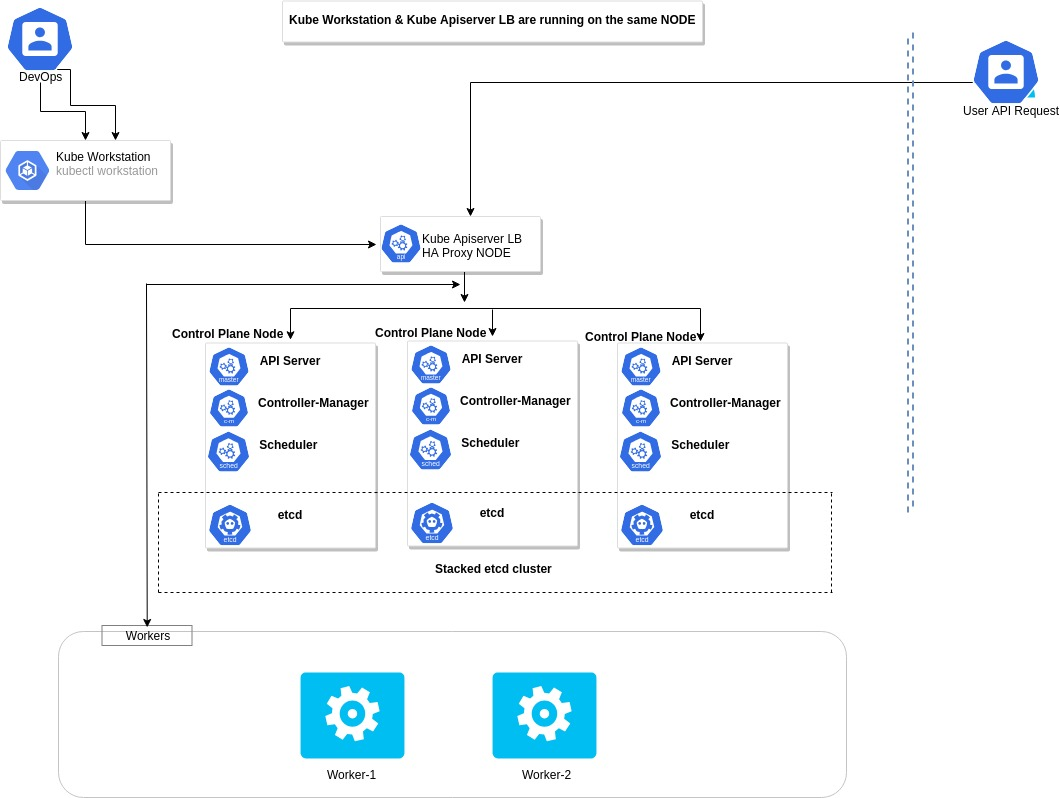 Kube Workstation & Kube Apiserver LB are running on the same NODE
DevOps
User API Request
Kube Workstation
kubectl workstation
Kube Apiserver LB
HA Proxy NODE
api
Control Plane Node
API Server
master
Controller-Manager
c-m
Scheduler
sched
etcd
etcd
Control Plane Node
API Server
master
Controller-Manager
c-m
Scheduler
sched
etcd
etcd
Control Plane Node
API Server
master
Controller-Manager
c-m
Scheduler
sched
etcd
etcd
Stacked etcd cluster
Workers
Worker-1
Worker-2